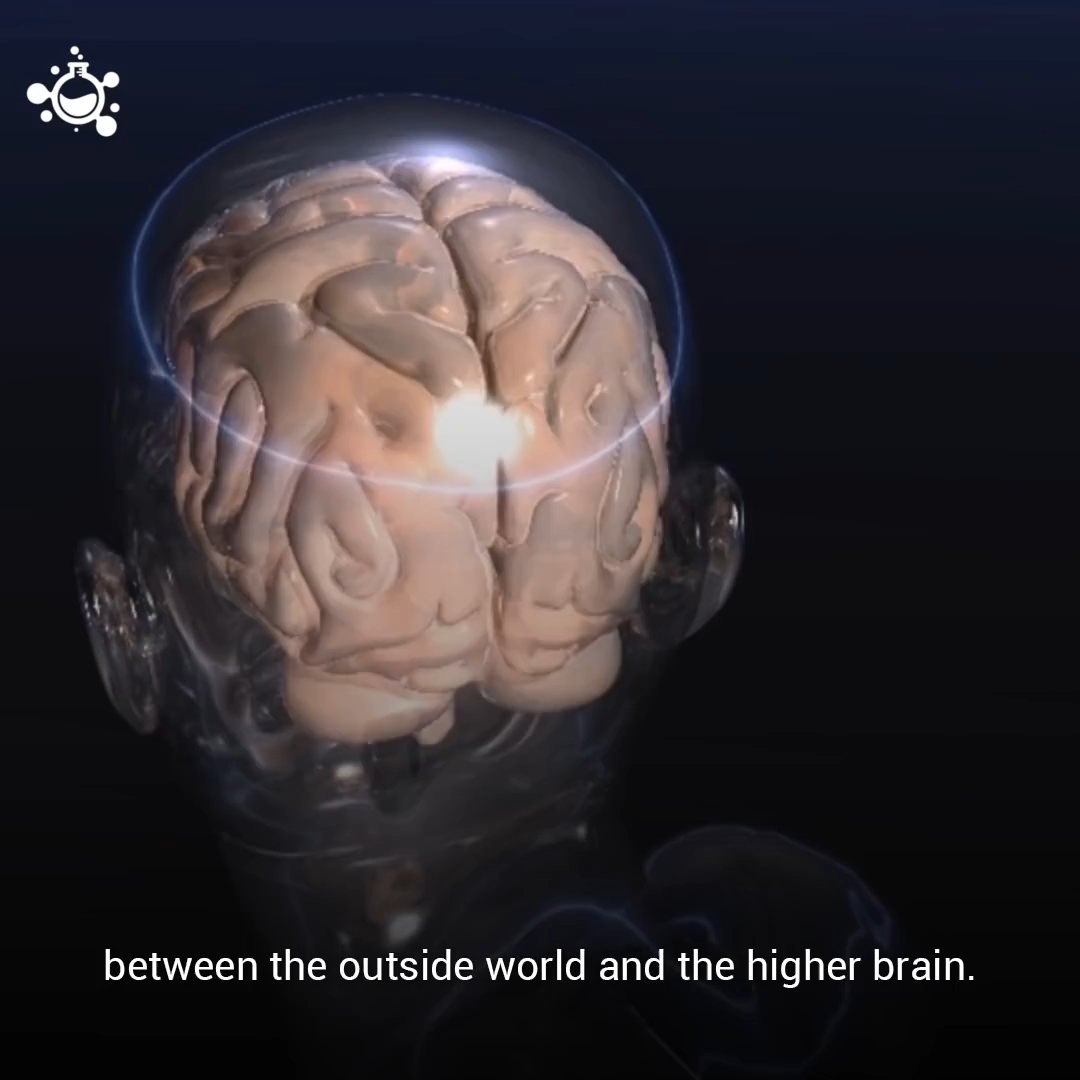 between the outside world and the higher brain.